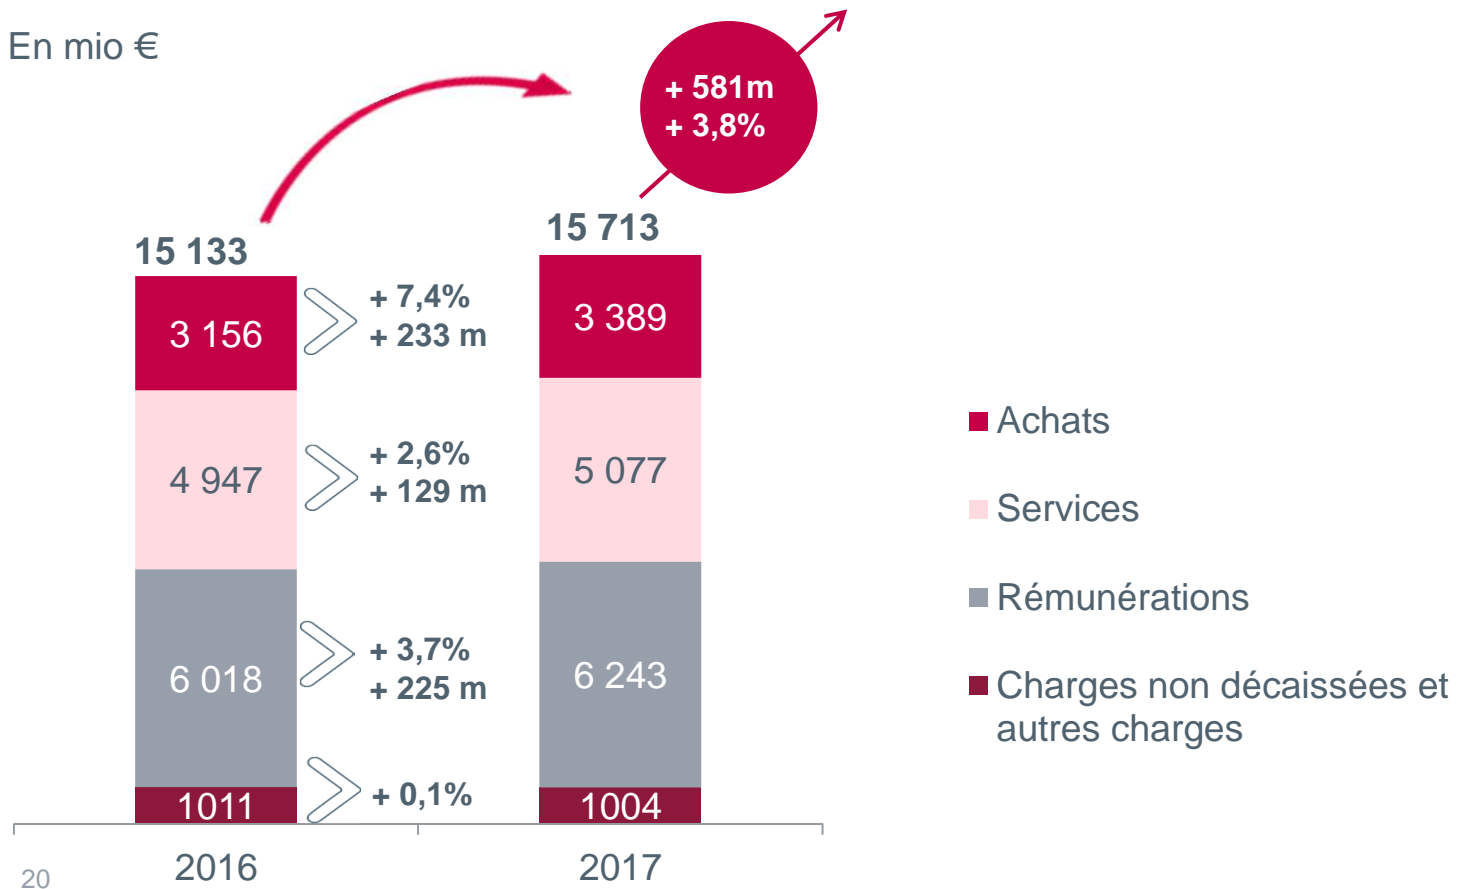 En mio €
+ 581m
+ 3,8%
15 133
15 713
3 156
+ 7,4%
+ 233 m
3 389
4 947
+ 2,6%
+ 129 m
5 077
6 018
+ 3,7%
+ 225 m
6 243
1011
+ 0,1%
1004
2016
2017
Achats
Services
Rémunérations
Charges non décaissées et
autres charges
20